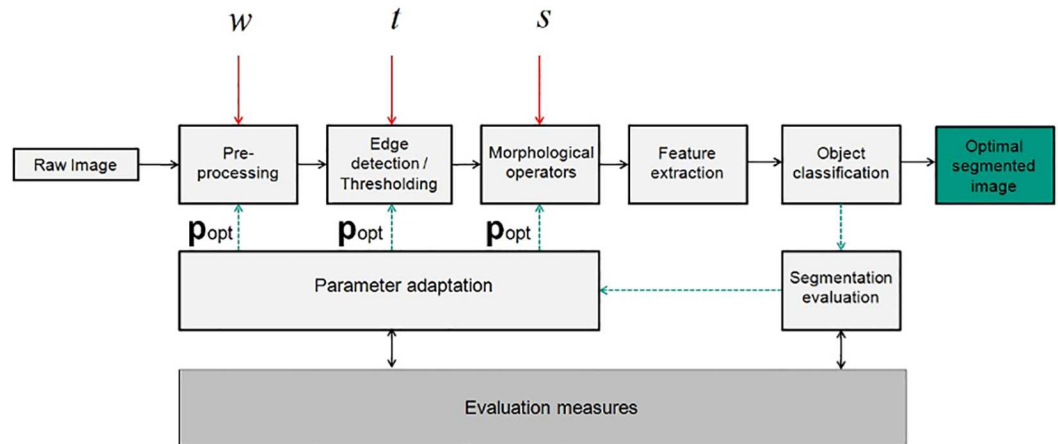 w t s
Raw Image
Pre-
processing
Edge
detection /
Thresholding
Morphological
operators
Feature
extraction
Object
classification
Optimal
segmented
image
popt popt popt
Parameter adaptation
Segmentation
evaluation
Evaluation measures